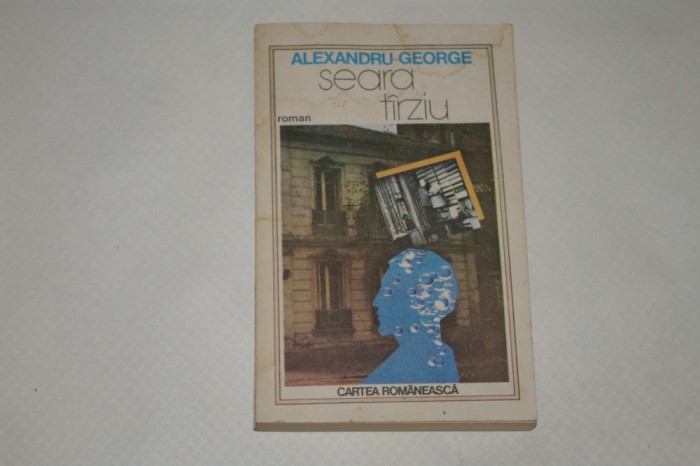 ALEXANDRU GEORGE
seara
tîrziu
roman
CARTEA ROMÂNEASCĂ